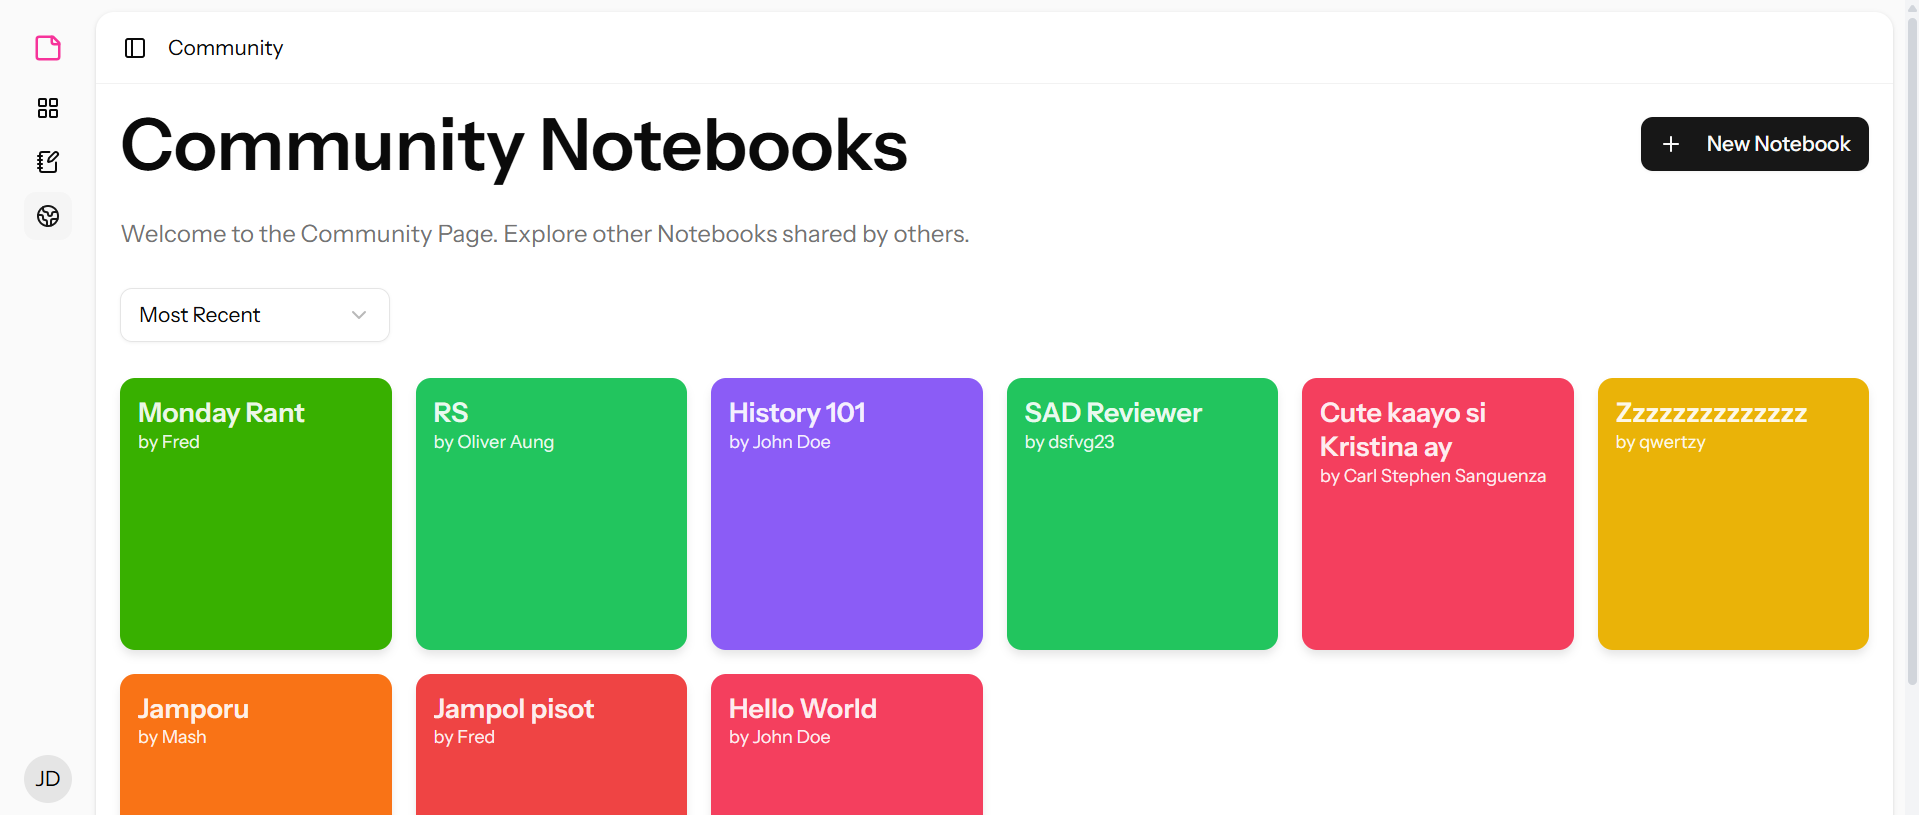 Community
Community Notebooks
New Notebook
Welcome to the Community Page. Explore other Notebooks shared by others.
Most Recent
Monday Rant
by Fred
RS
by Oliver Aung
History 101
by John Doe
SAD Reviewer
by dsfvg23
Cute kaayo si
Kristina ay
by Carl Stephen Sanguenza
Zzzzzzzzzzzzzz
by qwertzy
Jamporu
by Mash
Jampol pisot
by Fred
Hello World
by John Doe
JD